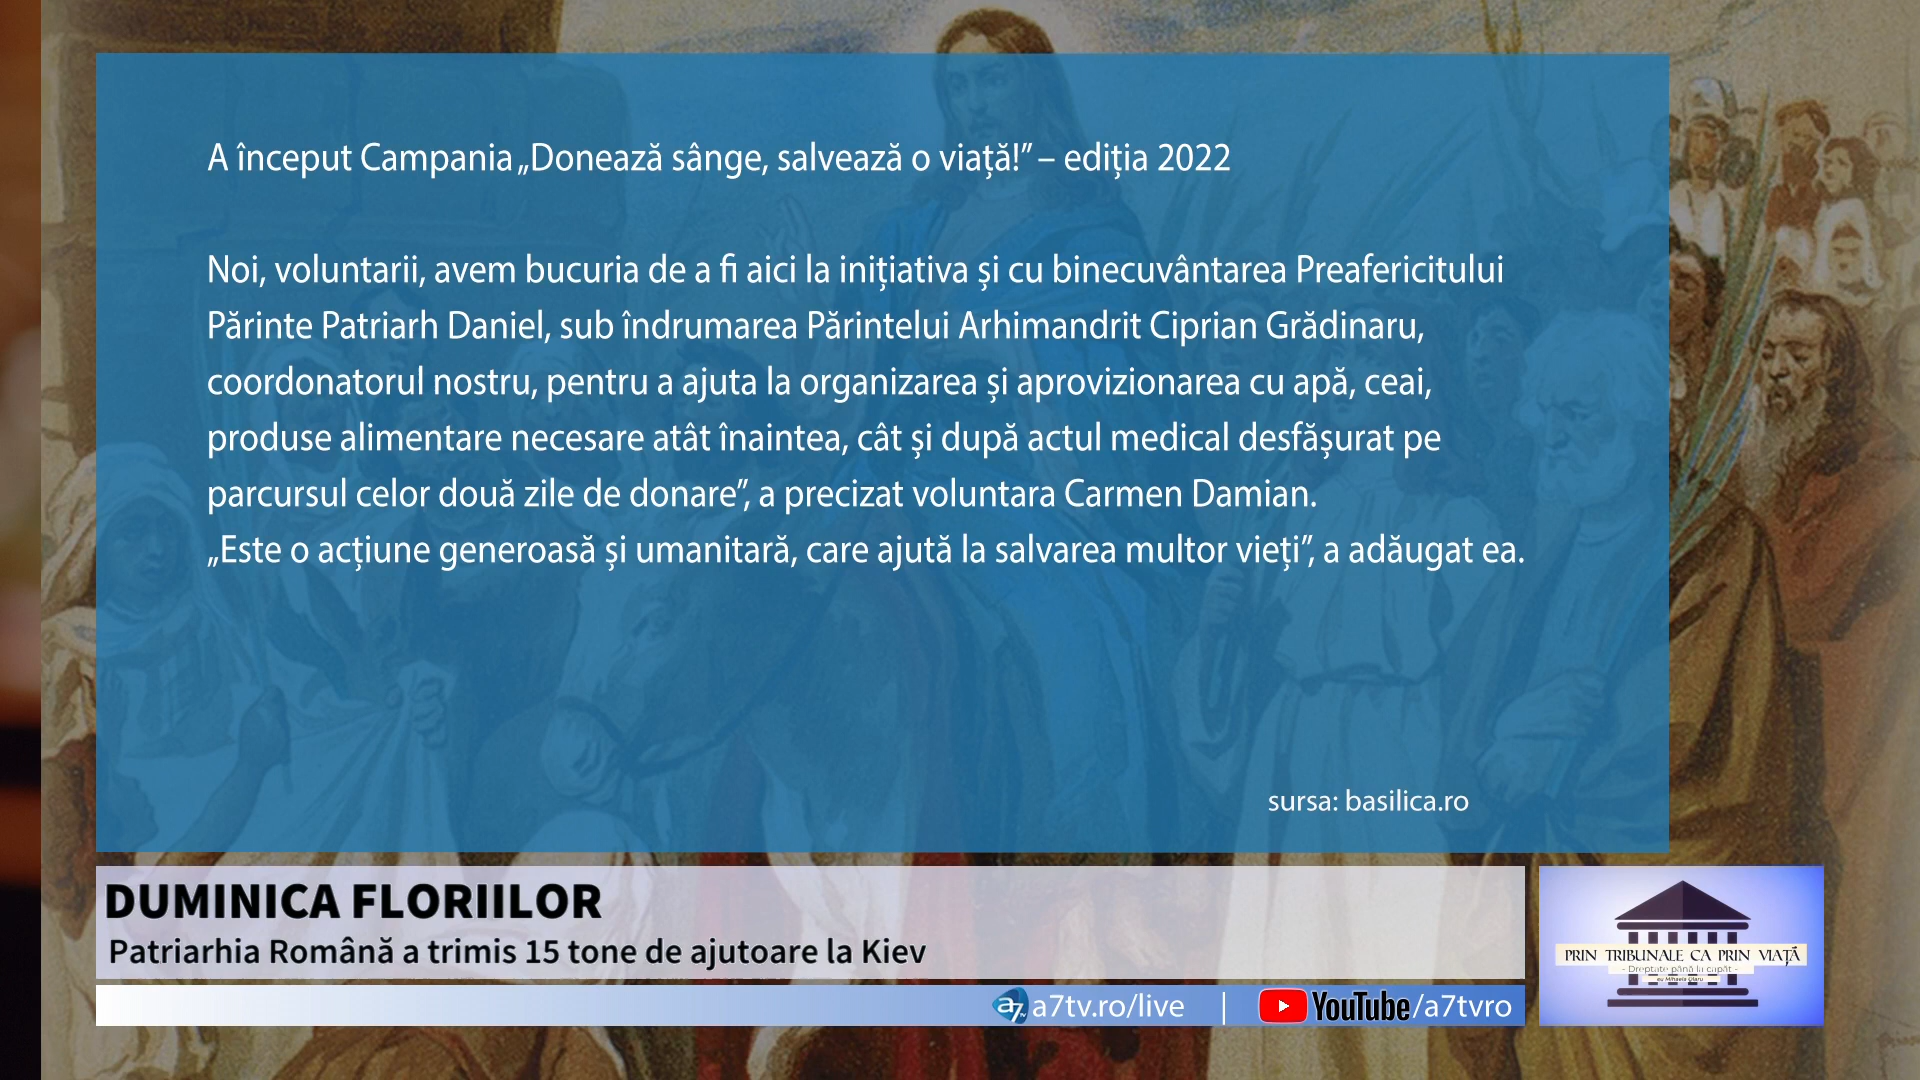 A început Campania „Donează sânge, salvează o viață!” – ediția 2022
Noi, voluntarii, avem bucuria de a fi aici la inițiativa și cu binecuvântarea Preafericitului
Părinte Patriarh Daniel, sub îndrumarea Părintelui Arhimandrit Ciprian Grădinaru,
coordonatorul nostru, pentru a ajuta la organizarea și aprovizionarea cu apă, ceai,
produse alimentare necesare atât înaintea, cât și după actul medical desfășurat pe
parcursul celor două zile de donare”, a precizat voluntara Carmen Damian.
„Este o acțiune generoasă și umanitară, care ajută la salvarea multor vieți”, a adăugat ea.
sursa: basilica.ro
DUMINICA FLORIILOR
Patriarhia Română a trimis 15 tone de ajutoare la Kiev
a7 a7tv.ro/live | YouTube/a7tvro
PRIN TRIBUNALE CA PRIN VIAȚĂ
- Dreptate până la capăt -